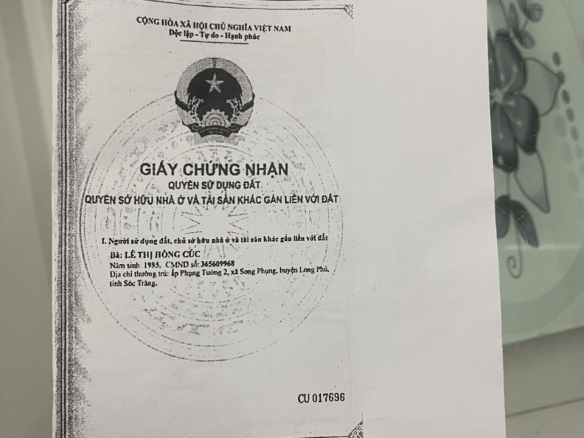 CỘNG HÒA XÃ HỘI CHỦ NGHĨA VIỆT NAM
Độc lập - Tự do - Hạnh phúc
GIẤY CHỨNG NHẬN
QUYỀN SỬ DỤNG ĐẤT
QUYỀN SỞ HỮU NHÀ Ở VÀ TÀI SẢN KHÁC GẮN LIỀN VỚI ĐẤT
I. Người sử dụng đất, chủ sở hữu nhà ở và tài sản khác gắn liền với đất
Bà: LÊ THỊ HỒNG CÚC
Năm sinh: 1985, CMND số: 365609968
Địa chỉ thường trú: ấp Phụng Tường 2, xã Song Phụng, huyện Long Phú,
tỉnh Sóc Trăng.
CU 017696